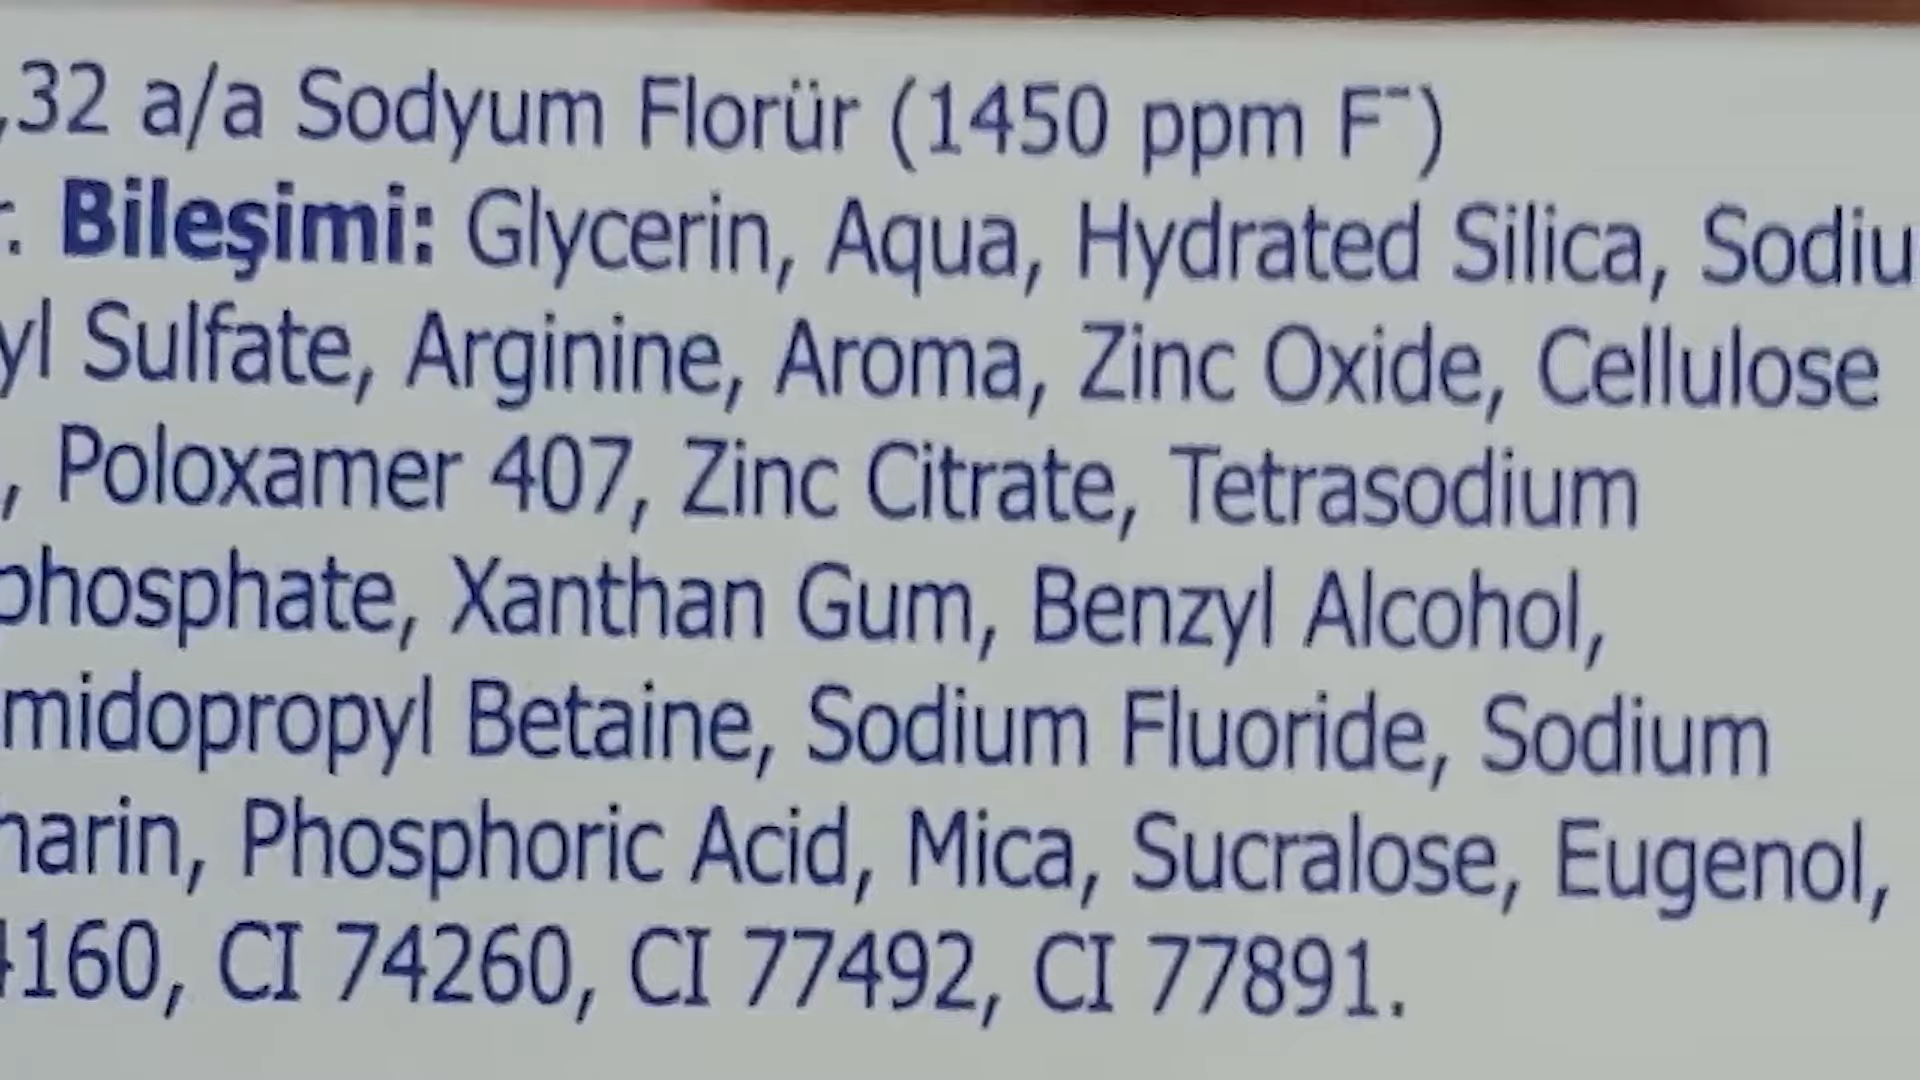 ,32 a/a Sodyum Florür (1450 ppm F⁻)
r. Bileşimi: Glycerin, Aqua, Hydrated Silica, Sodiu
yl Sulfate, Arginine, Aroma, Zinc Oxide, Cellulose
, Poloxamer 407, Zinc Citrate, Tetrasodium
phosphate, Xanthan Gum, Benzyl Alcohol,
midopropyl Betaine, Sodium Fluoride, Sodium
harin, Phosphoric Acid, Mica, Sucralose, Eugenol,
4160, CI 74260, CI 77492, CI 77891.